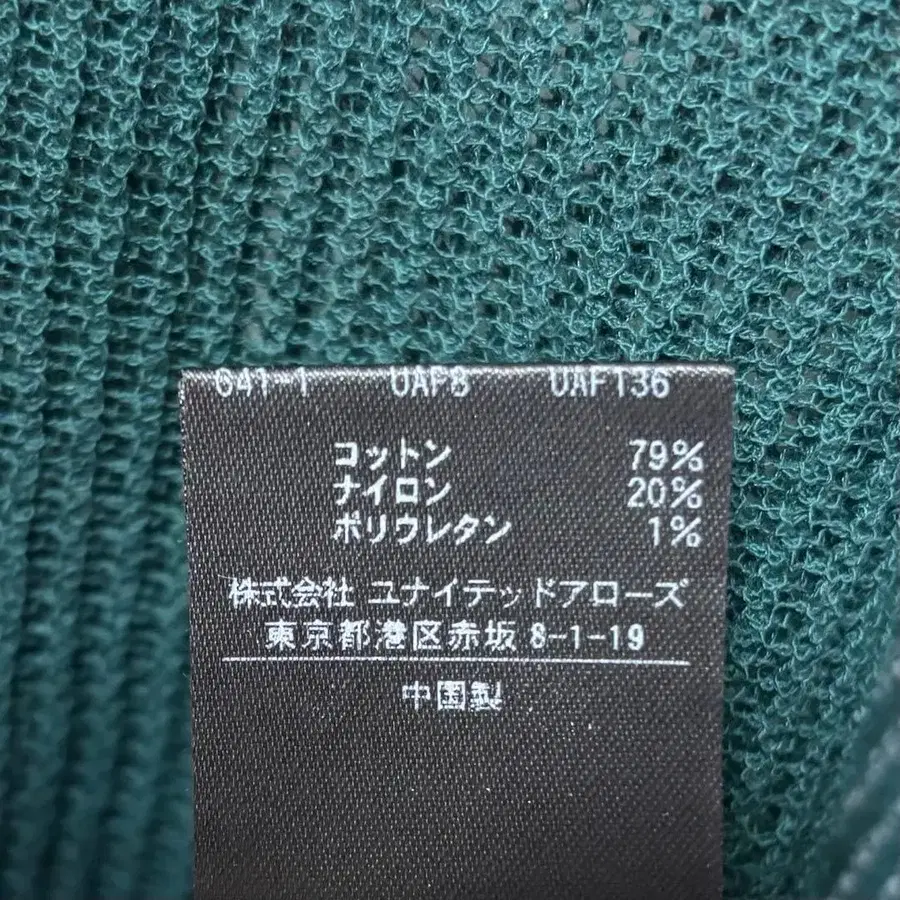 G41-1 UAF8 UAF136
コットン 79%
ナイロン 20%
ポリウレタン 1%
株式会社 ユナイテッドアローズ
東京都港区赤坂 8-1-19
中国製